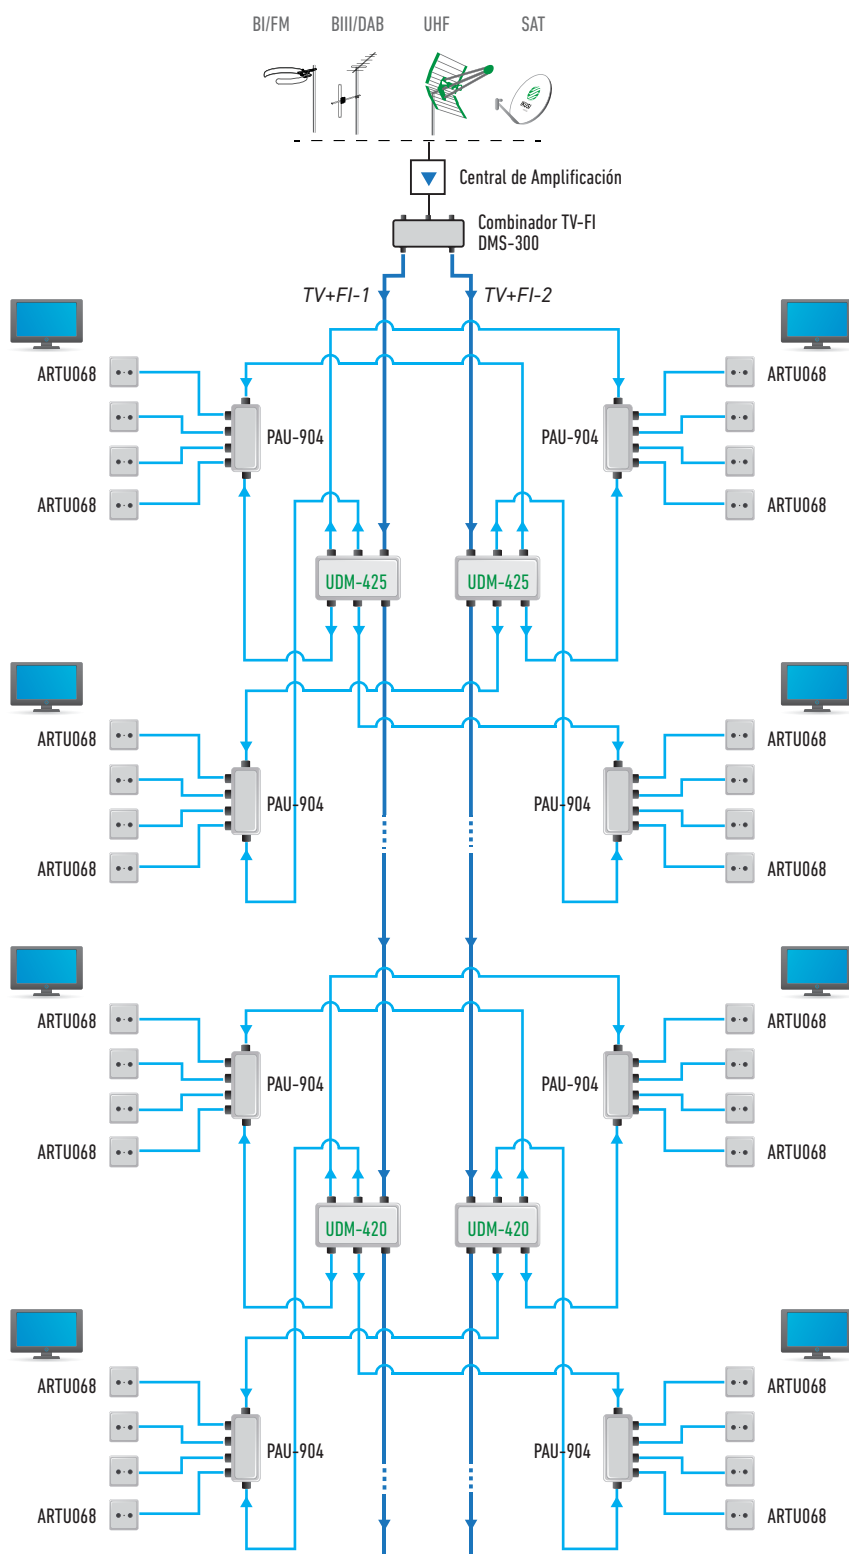 BI/FM BIII/DAB UHF SAT
IKUSI
Central de Amplificación
Combinador TV-FI
DMS-300
TV+FI-1 TV+FI-2
ARTU068 ARTU068
PAU-904 PAU-904
ARTU068 ARTU068
UDM-425 UDM-425
ARTU068 ARTU068
PAU-904 PAU-904
ARTU068 ARTU068
ARTU068 ARTU068
PAU-904 PAU-904
ARTU068 ARTU068
UDM-420 UDM-420
ARTU068 ARTU068
PAU-904 PAU-904
ARTU068 ARTU068